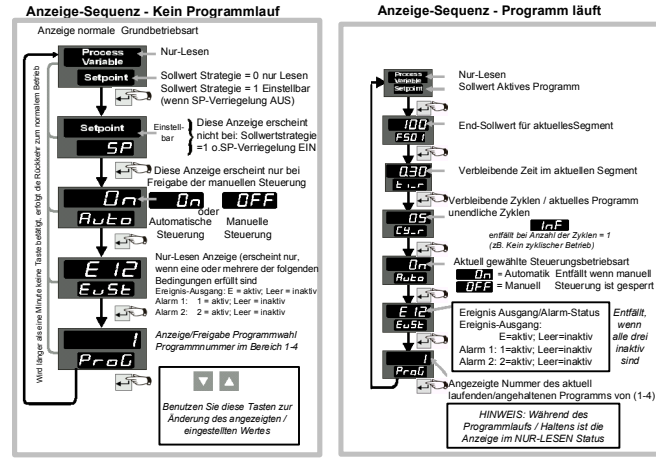 Anzeige-Sequenz - Kein Programmlauf
Anzeige normale Grundbetriebsart
Process
Variable
Nur-Lesen
Setpoint
Sollwert Strategie = 0 nur Lesen
Sollwert Strategie = 1 Einstellbar
(wenn SP-Verriegelung AUS)
Setpoint
SP
Einstell-
bar
Diese Anzeige erscheint
nicht bei: Sollwertstrategie
=1 o.SP-Verriegelung EIN
Diese Anzeige erscheint nur bei
Freigabe der manuellen Steuerung
On
Auto
On
oder
OFF
Automatische
Steuerung
Manuelle
Steuerung
E 12
EuSt
Nur-Lesen Anzeige (erscheint nur,
wenn eine oder mehrere der folgenden
Bedingungen erfüllt sind
Ereignis-Ausgang: E = aktiv; Leer = inaktiv
Alarm 1: 1 = aktiv; Leer = inaktiv
Alarm 2: 2 = aktiv; Leer = inaktiv
1
ProG
Anzeige/Freigabe Programmwahl
Programmnummer im Bereich 1-4
Benutzen Sie diese Tasten zur
Änderung des angezeigten /
eingestellten Wertes
Wird länger als eine Minute keine Taste betätigt, erfolgt die Rückkehr zum normalem Betrieb
Anzeige-Sequenz - Programm läuft
Process
Variable
Setpoint
Nur-Lesen
Sollwert Aktives Programm
100
FS01
End-Sollwert für aktuellesSegment
0.30
ti_r
Verbleibende Zeit im aktuellen Segment
Verbleibende Zyklen / aktuelles Programm
unendliche Zyklen
InF
05
CY_r
entfällt bei Anzahl der Zyklen = 1
(zB. Kein zyklischer Betrieb)
On
Auto
Aktuell gewählte Steuerungsbetriebsart
On = Automatik Entfällt wenn manuell
OFF = Manuell Steuerung ist gesperrt
E 12
EuSt
Ereignis Ausgang/Alarm-Status
Ereignis-Ausgang:
E=aktiv; Leer=inaktiv
Alarm 1: 1=aktiv; Leer=inaktiv
Alarm 2: 2=aktiv; Leer=inaktiv
Entfällt,
wenn
alle drei
inaktiv
sind
1
ProG
Angezeigte Nummer des aktuell
laufenden/angehaltenen Programms von (1-4)
HINWEIS: Während des
Programmlaufs / Haltens ist die
Anzeige im NUR-LESEN Status